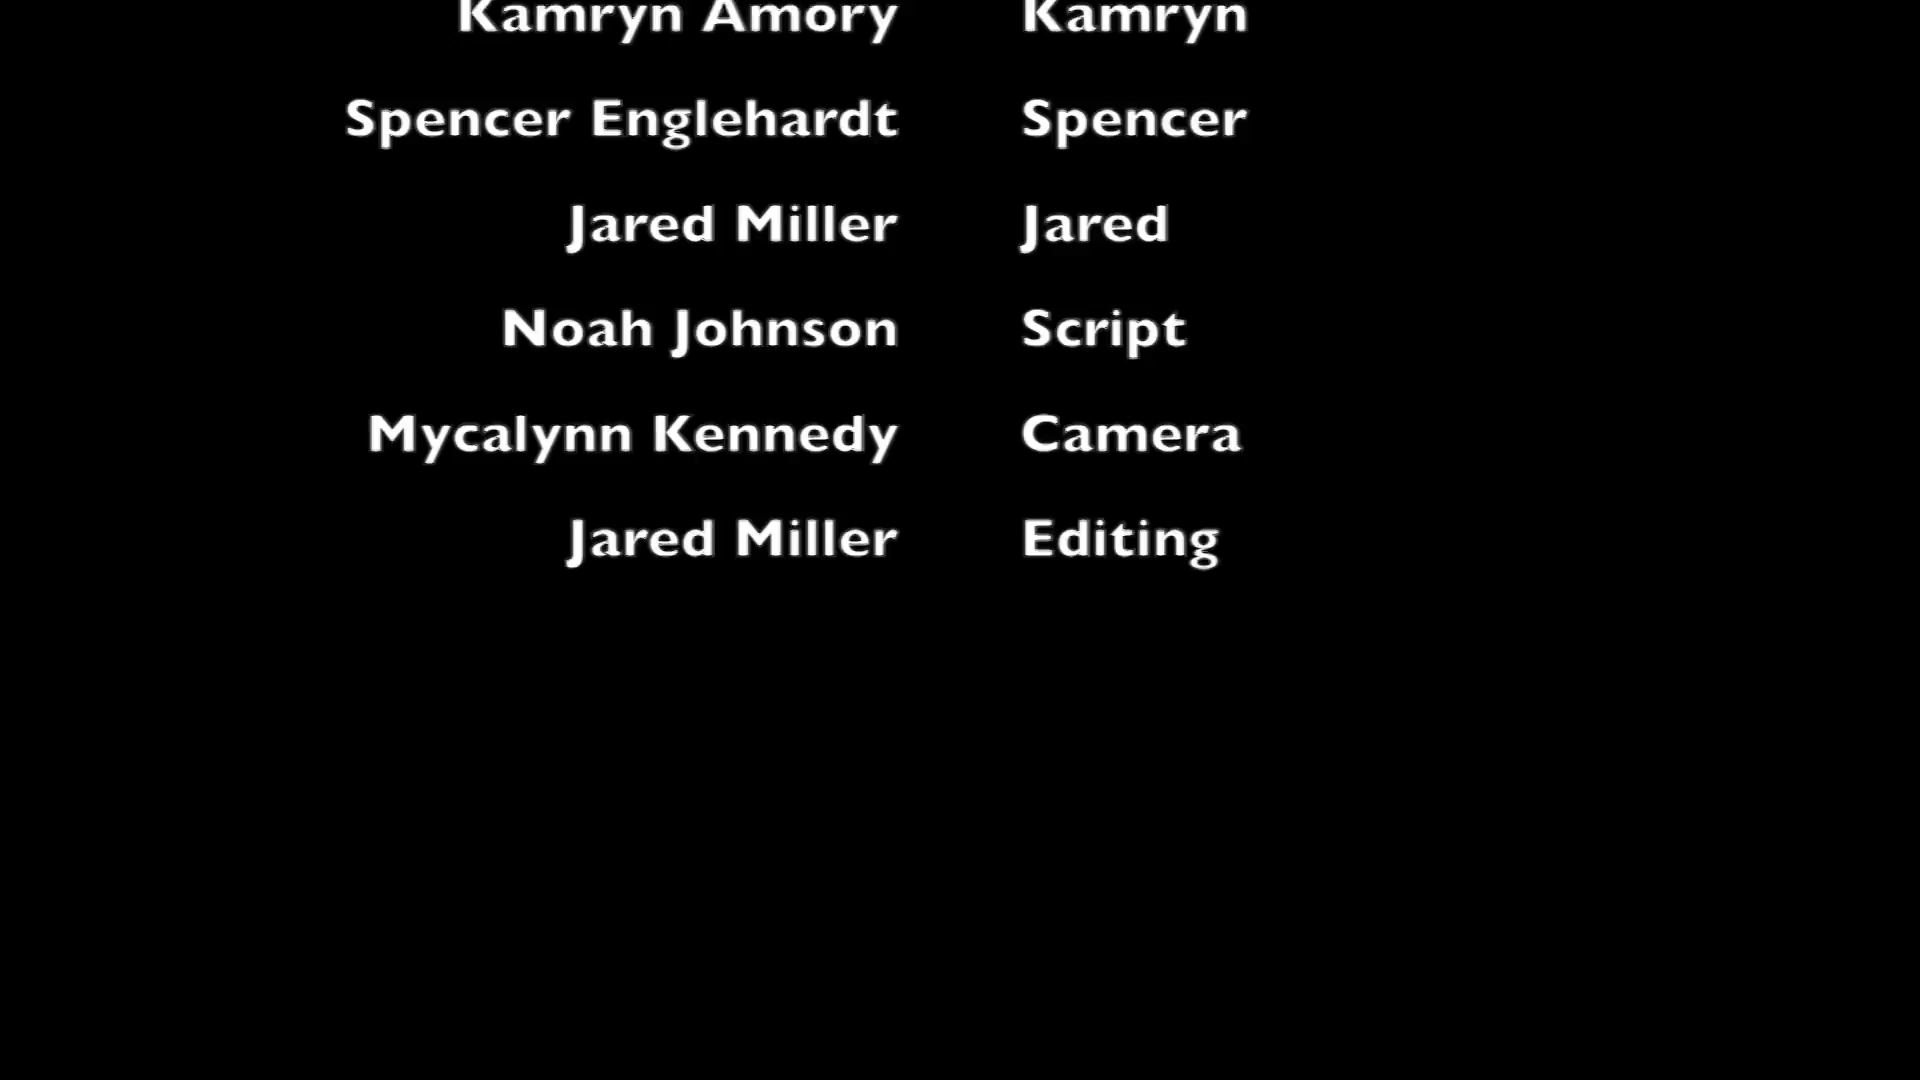 Kamryn Amory Kamryn
Spencer Englehardt Spencer
Jared Miller Jared
Noah Johnson Script
Mycalynn Kennedy Camera
Jared Miller Editing